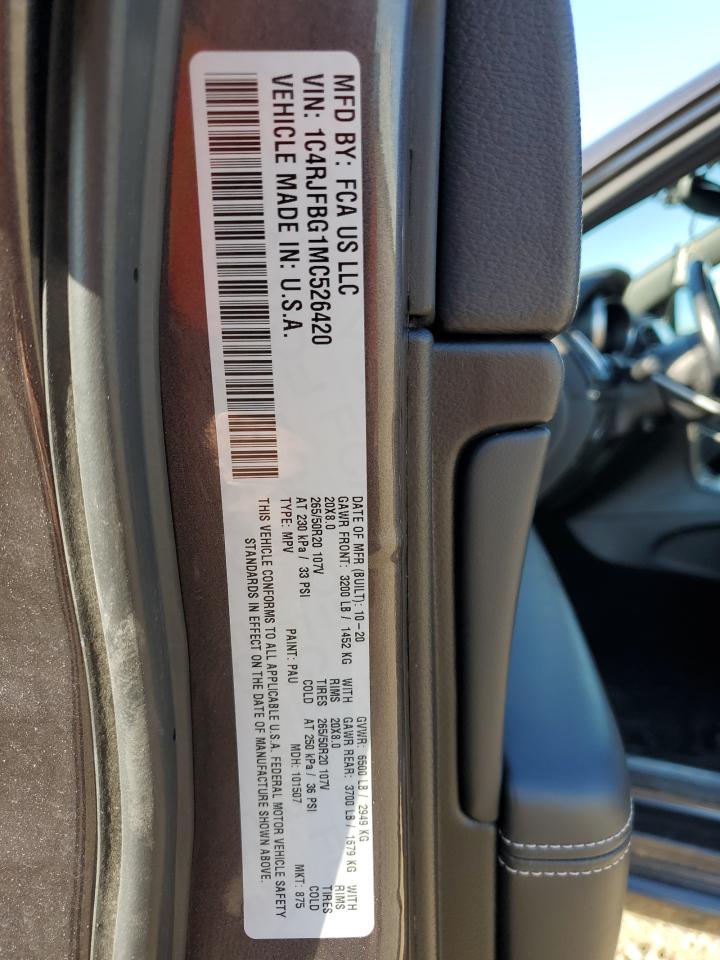 MFD BY: FCA US LLC
VIN: 1C4RJFBG1MC526420
VEHICLE MADE IN: U.S.A.
DATE OF MFR (BUILT): 10-20 GVWR: 6500 LB / 2949 KG
GAWR FRONT: 3200 LB / 1452 KG WITH GAWR REAR: 3700 LB / 1679 KG WITH
20X8.0 RIMS 20X8.0 RIMS
265/50R20 107V TIRES 265/50R20 107V TIRES
AT 230 kPa / 33 PSI COLD AT 250 kPa / 36 PSI COLD
TYPE: MPV PAINT: PAU MDH: 101507 MKT: 875
THIS VEHICLE CONFORMS TO ALL APPLICABLE U.S.A. FEDERAL MOTOR VEHICLE SAFETY
STANDARDS IN EFFECT ON THE DATE OF MANUFACTURE SHOWN ABOVE.